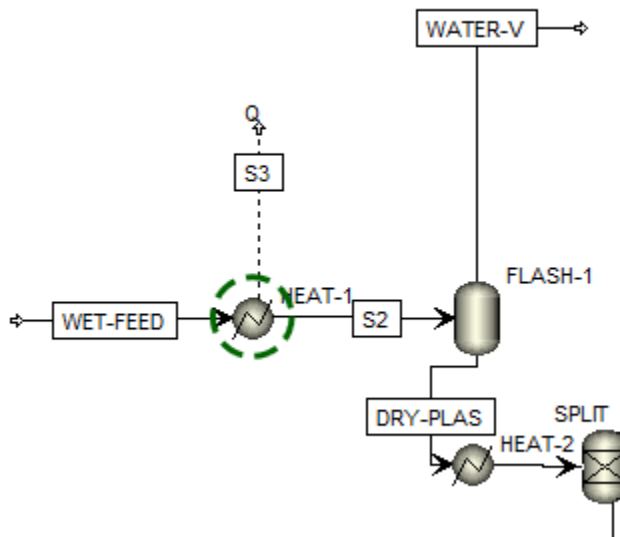 WATER-V
Q
S3
FLASH-1
HEAT-1
WET-FEED
S2
DRY-PLAS
SPLIT
HEAT-2